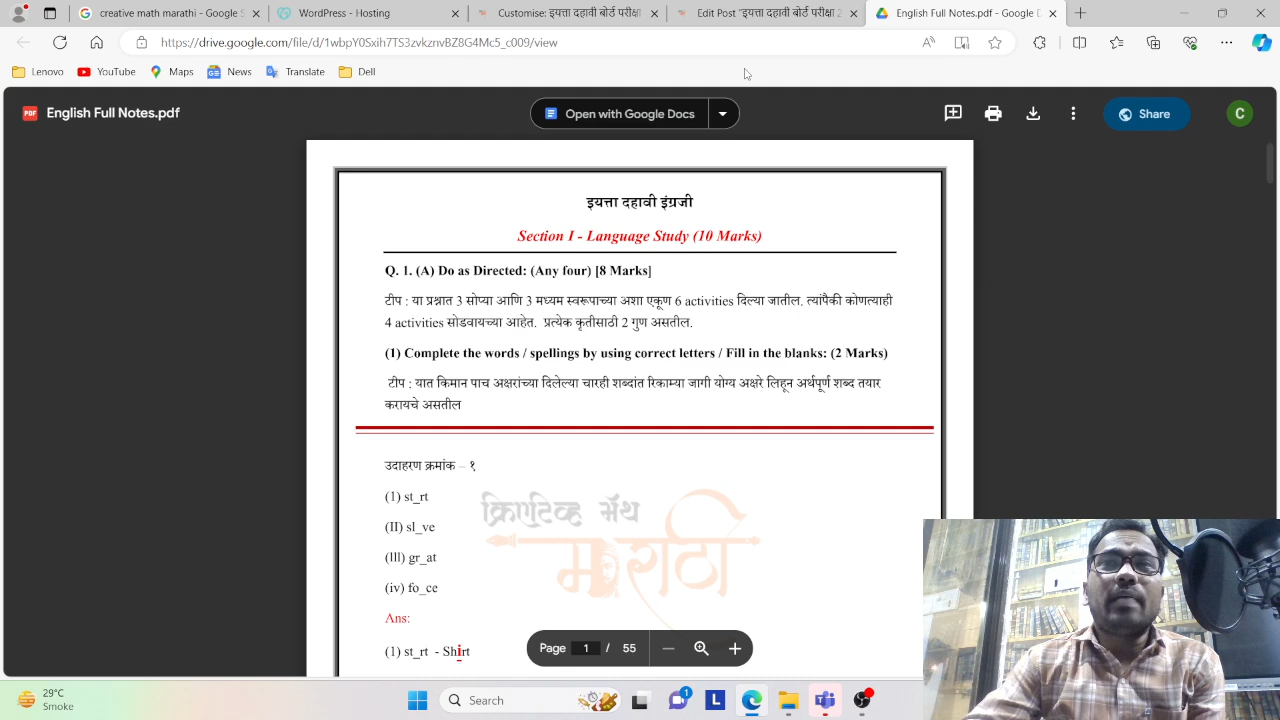 creative math marathi - Google S
WordPress - Hosting
Customise: इयत्ता दहावी बोर्ट परीक्षा
Edit Post "इयत्ता दहावी बोर्ड परीक्षा 2
English Full Notes.pdf - Google D
https://drive.google.com/file/d/1wbpY0Sxih7TS3zvkznvBZ8G4Mc5_c009/view
Lenovo YouTube Maps News Translate Dell
English Full Notes.pdf
Open with Google Docs
Share
C
इयत्ता दहावी इंग्रजी
Section I - Language Study (10 Marks)
Q. 1. (A) Do as Directed: (Any four) [8 Marks]
टीप : या प्रश्नात 3 सोप्या आणि 3 मध्यम स्वरूपाच्या अशा एकूण 6 activities दिल्या जातील. त्यांपैकी कोणत्याही
4 activities सोडवायच्या आहेत. प्रत्येक कृतीसाठी 2 गुण असतील.
(1) Complete the words / spellings by using correct letters / Fill in the blanks: (2 Marks)
टीप : यात किमान पाच अक्षरांच्या दिलेल्या चारही शब्दांत रिकाम्या जागी योग्य अक्षरे लिहून अर्थपूर्ण शब्द तयार
करायचे असतील
उदाहरण क्रमांक – १
(1) st_rt
(II) sl_ve
क्रिएटिव्ह मॅथ
मराठी
(III) gr_at
(iv) fo_ce
Ans:
(1) st_rt - Shirt
Page 1 / 55
29°C
Smoke
Search
1
L